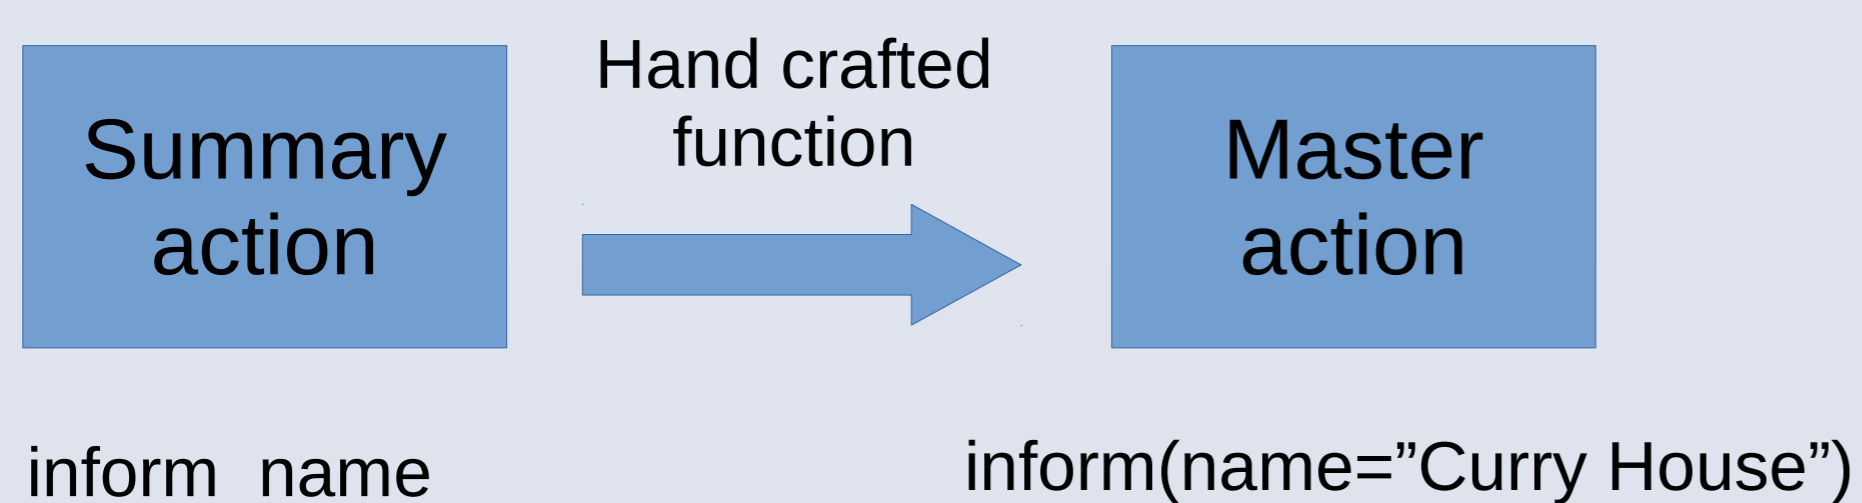 Summary
action
Hand crafted
function
Master
action
inform name
inform(name=”Curry House”)